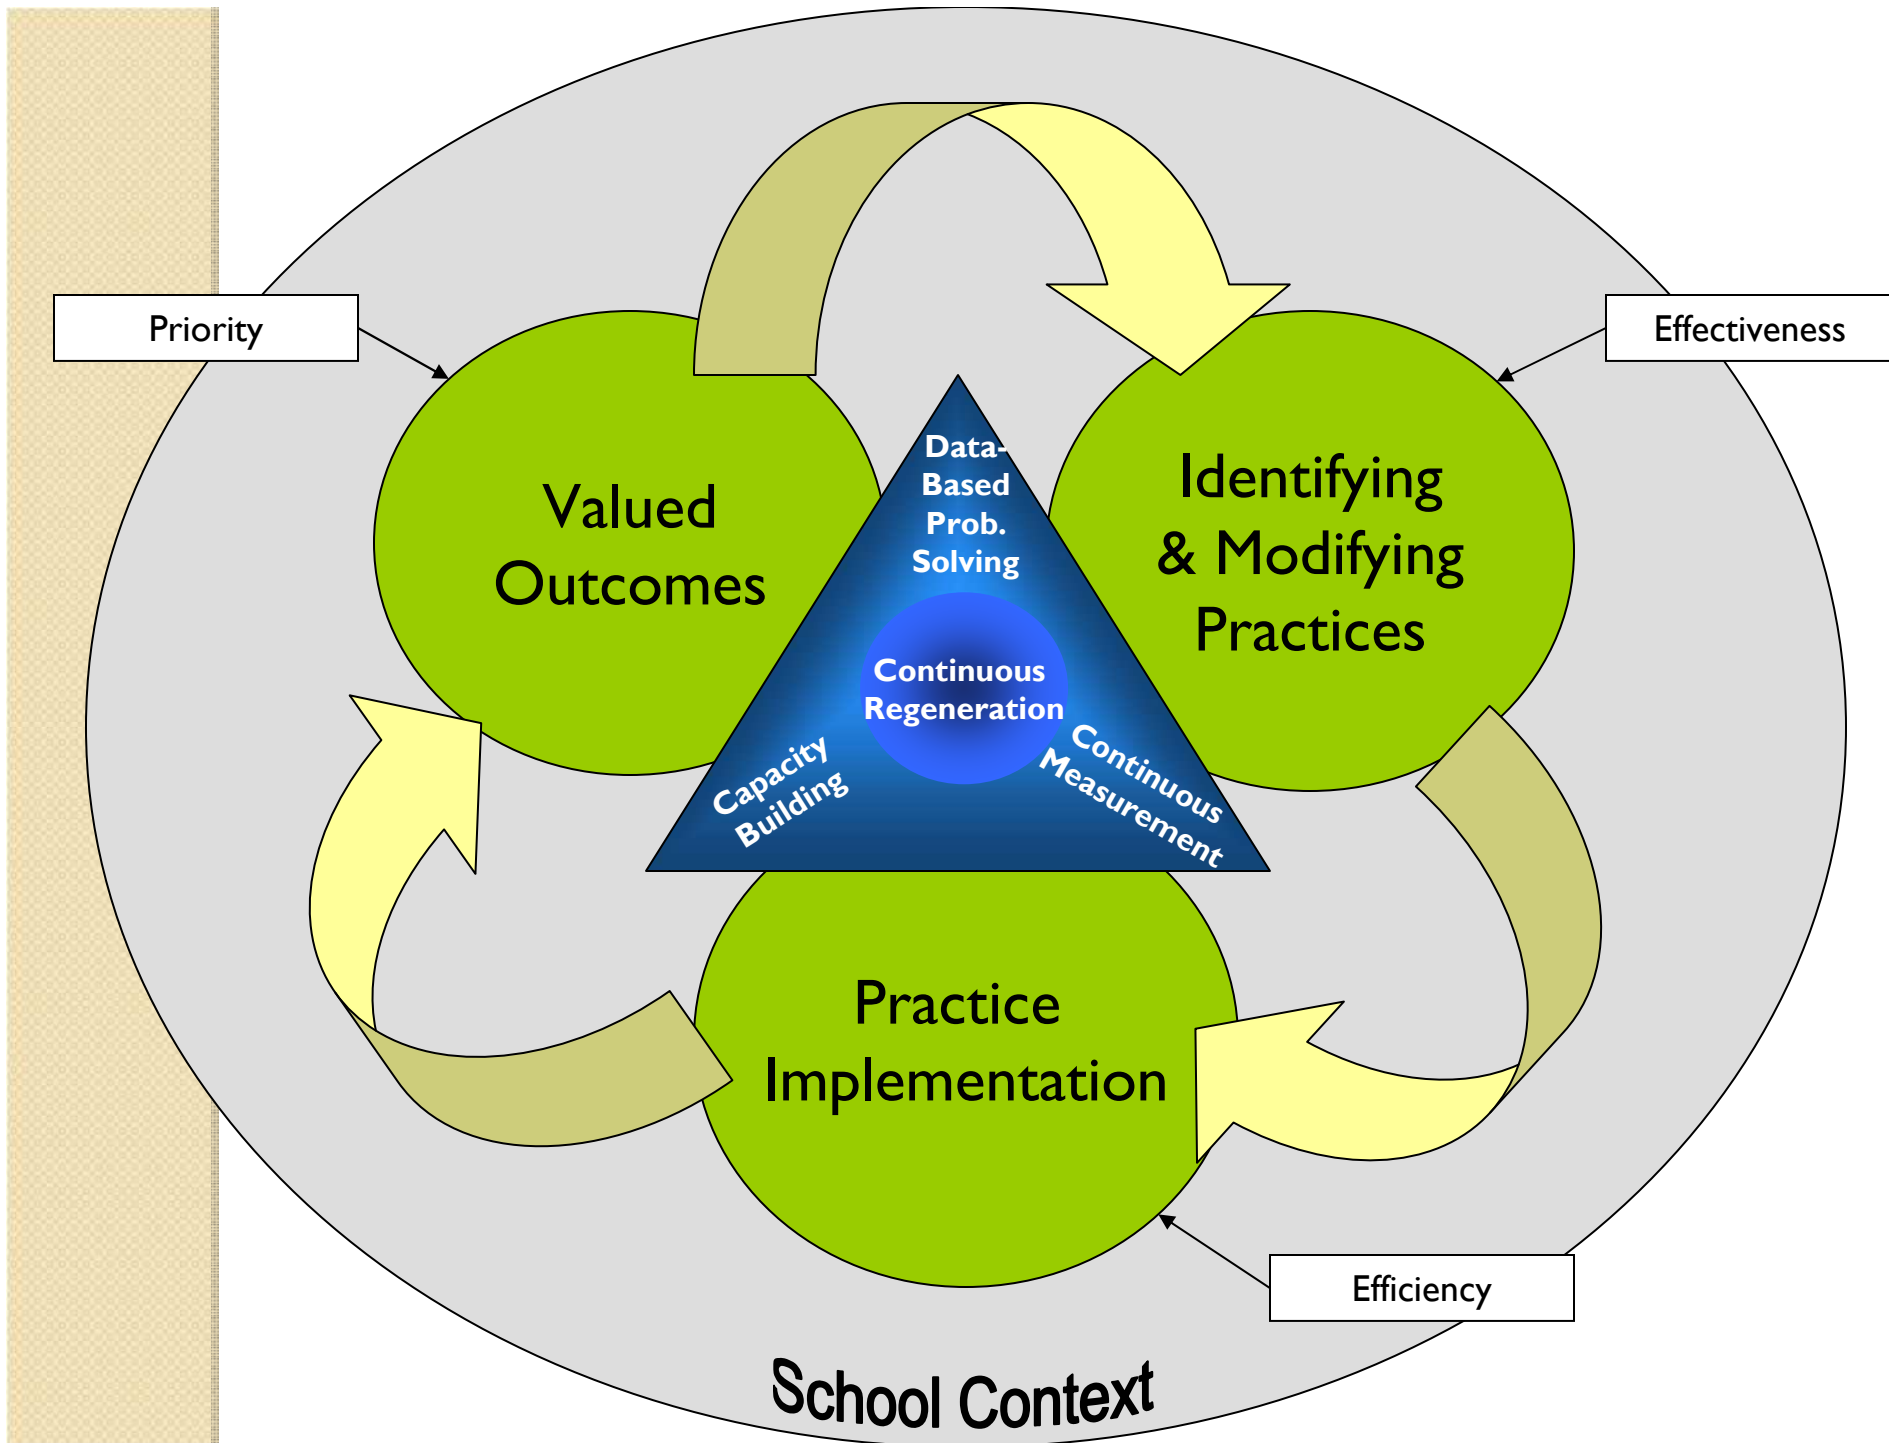 Priority
Effectiveness
Valued
Outcomes
Data-
Based
Prob.
Solving
Identifying
& Modifying
Practices
Continuous
Regeneration
Capacity
Building
Continuous
Measurement
Practice
Implementation
Efficiency
School Context